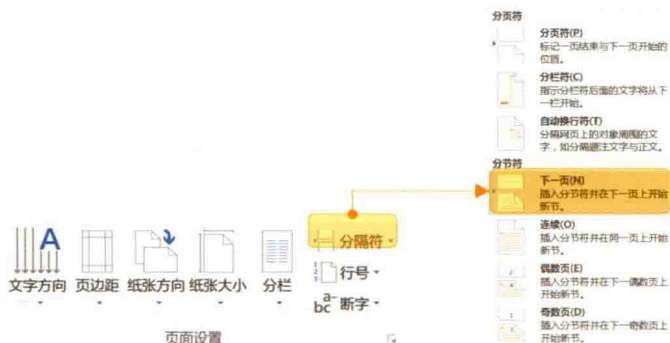 分页符
分页符(P)
标记一页结束与下一页开始的
位置。
分栏符(C)
指示分栏符后面的文字将从下
一栏开始。
自动换行符(T)
分隔网页上的对象周围的文
字，如分隔题注文字与正文。
分节符
下一页(N)
插入分节符并在下一页上开始
新节。
连续(O)
插入分节符并在同一页上开始
新节。
偶数页(E)
插入分节符并在下一偶数页上
开始新节。
奇数页(D)
插入分节符并在下一奇数页上
开始新节。
文字方向 页边距 纸张方向 纸张大小 分栏
分隔符
行号
断字
页面设置